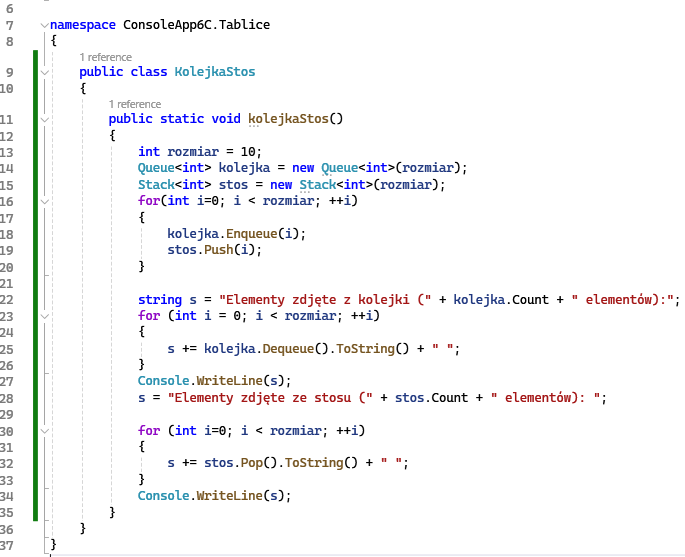 6
7 namespace ConsoleApp6C.Tablice
8 {
1 reference
9 public class KolejkaStos
10 {
1 reference
11 public static void kolejkaStos()
12 {
13 int rozmiar = 10;
14 Queue<int> kolejka = new Queue<int>(rozmiar);
15 Stack<int> stos = new Stack<int>(rozmiar);
16 for(int i=0; i < rozmiar; ++i)
17 {
18 kolejka.Enqueue(i);
19 stos.Push(i);
20 }
21
22 string s = "Elementy zdjęte z kolejki (" + kolejka.Count + " elementów):";
23 for (int i = 0; i < rozmiar; ++i)
24 {
25 s += kolejka.Dequeue().ToString() + " ";
26 }
27 Console.WriteLine(s);
28 s = "Elementy zdjęte ze stosu (" + stos.Count + " elementów): ";
29
30 for (int i=0; i < rozmiar; ++i)
31 {
32 s += stos.Pop().ToString() + " ";
33 }
34 Console.WriteLine(s);
35 }
36 }
37 }